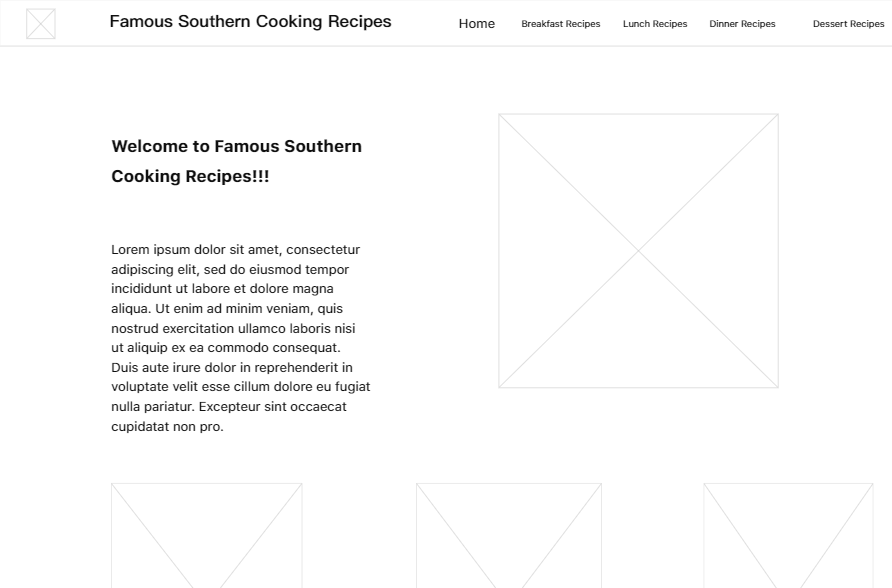 Famous Southern Cooking Recipes
Home
Breakfast Recipes
Lunch Recipes
Dinner Recipes
Dessert Recipes
Welcome to Famous Southern
Cooking Recipes!!!
Lorem ipsum dolor sit amet, consectetur
adipiscing elit, sed do eiusmod tempor
incididunt ut labore et dolore magna
aliqua. Ut enim ad minim veniam, quis
nostrud exercitation ullamco laboris nisi
ut aliquip ex ea commodo consequat.
Duis aute irure dolor in reprehenderit in
voluptate velit esse cillum dolore eu fugiat
nulla pariatur. Excepteur sint occaecat
cupidatat non pro.